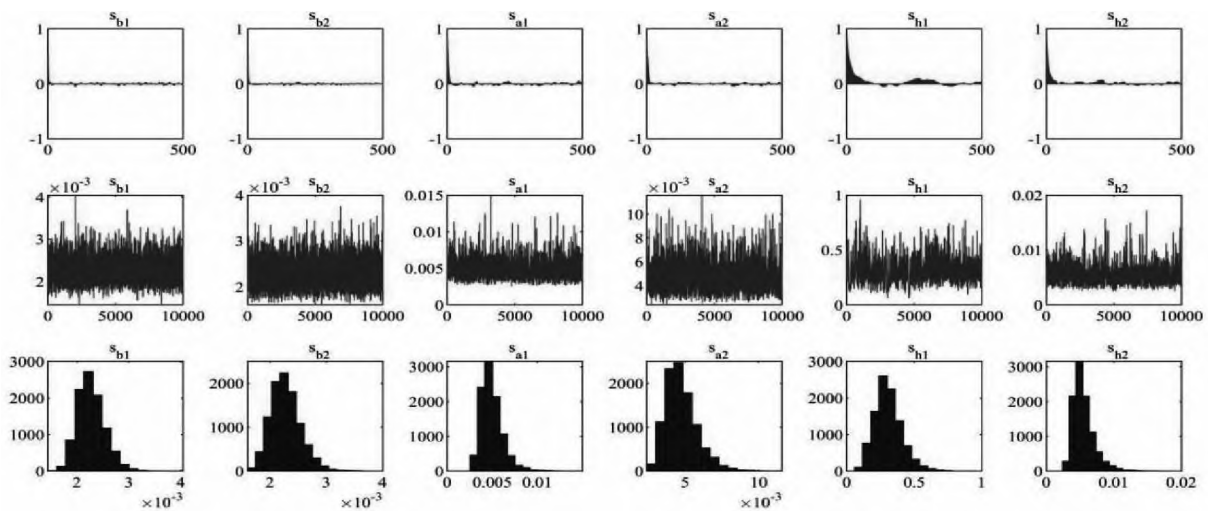 s_b1 s_b2 s_a1 s_a2 s_h1 s_h2
1 1 1 1 1 1
0 0 0 0 0 0
-1 -1 -1 -1 -1 -1
0 500 0 500 0 500 0 500 0 500 0 500
×10⁻³ s_b1 ×10⁻³ s_b2 s_a1 ×10⁻³ s_a2 s_h1 s_h2
4 4 0.015 10 1 0.02
3 3 0.01 8 0.5 0.01
2 2 0.005 6 0 0
0 4
0 5000 10000 0 5000 10000 0 5000 10000 0 5000 10000 0 5000 10000 0 5000 10000
s_b1 s_b2 s_a1 s_a2 s_h1 s_h2
3000 2000 3000 2000 3000 3000
2000 1000 2000 1000 2000 2000
1000 0 1000 0 1000 1000
0 0 0 0
2 3 4 2 3 4 0.005 0.01 5 10 0 0.5 1 0 0.01 0.02
×10⁻³ ×10⁻³ ×10⁻³